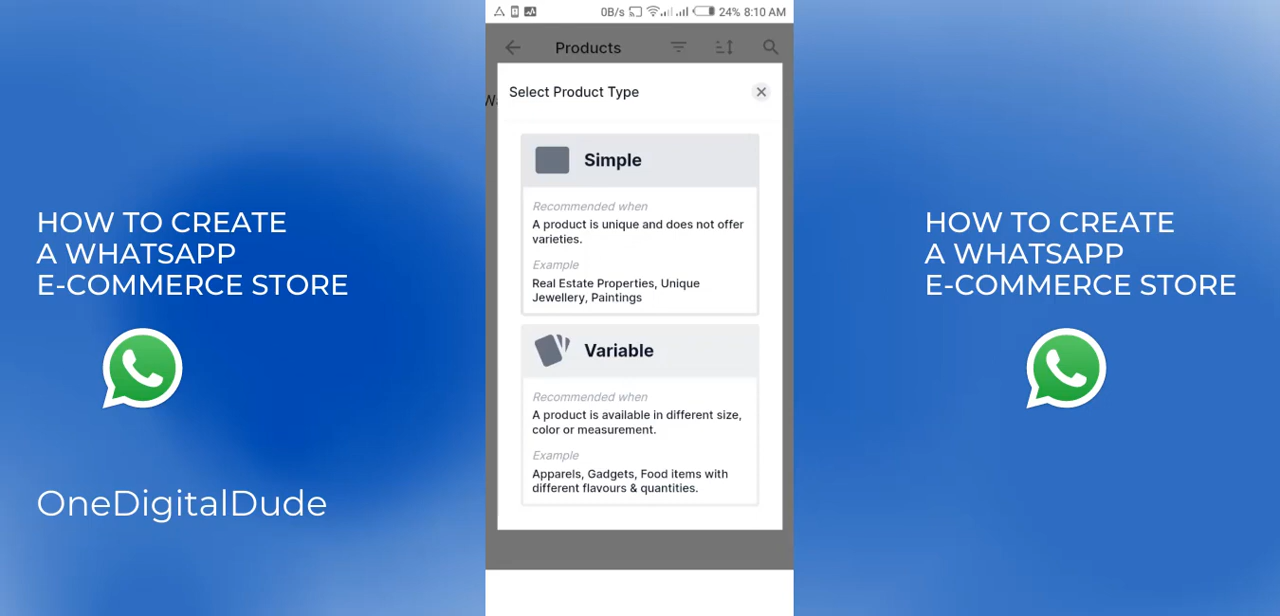 0B/s 24% 8:10 AM
Products
Select Product Type
Simple
Recommended when
A product is unique and does not offer
varieties.
Example
Real Estate Properties, Unique
Jewellery, Paintings
Variable
Recommended when
A product is available in different size,
color or measurement.
Example
Apparels, Gadgets, Food items with
different flavours & quantities.
HOW TO CREATE
A WHATSAPP
E-COMMERCE STORE
OneDigitalDude
HOW TO CREATE
A WHATSAPP
E-COMMERCE STORE